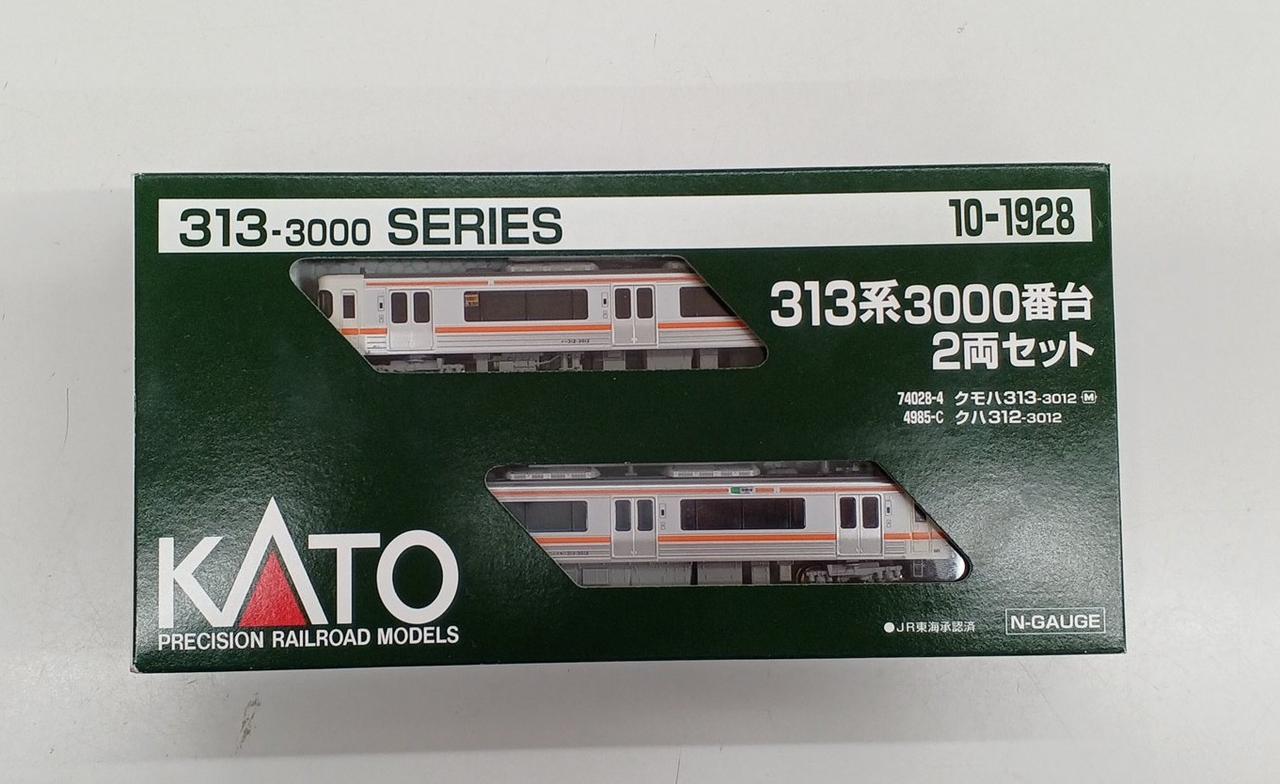 313-3000 SERIES
10-1928
313系3000番台
2両セット
74028-4 クモハ313-3012 M
4985-C クハ312-3012
KATO
PRECISION RAILROAD MODELS
●JR東海承認済
N-GAUGE